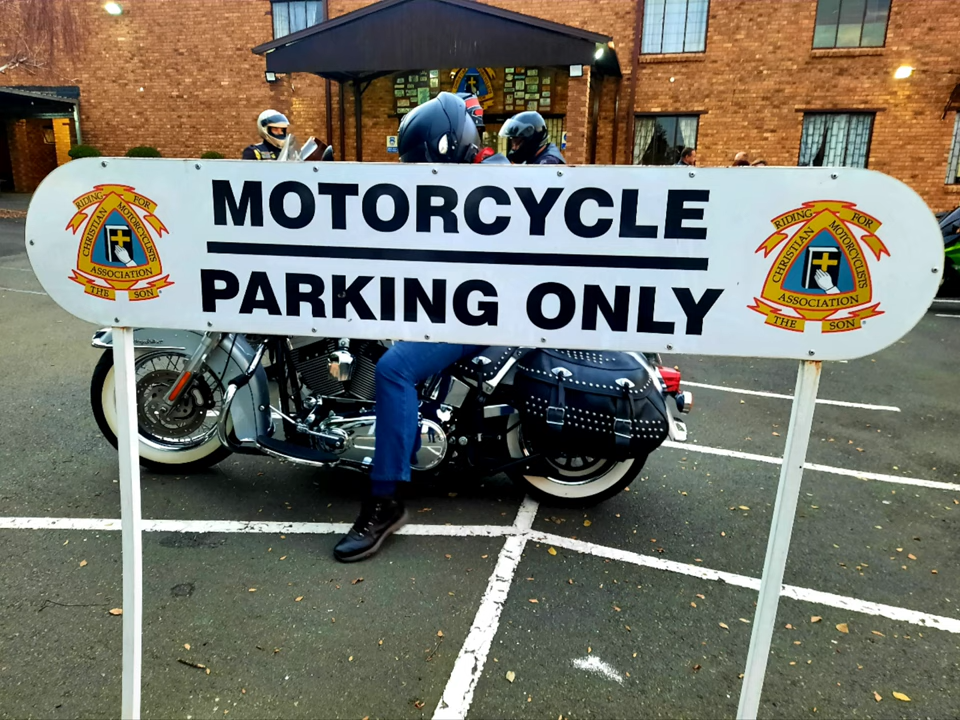 MOTORCYCLE
PARKING ONLY
RIDING FOR
CHRISTIAN MOTORCYCLISTS
ASSOCIATION
THE SON
RIDING FOR
CHRISTIAN MOTORCYCLISTS
ASSOCIATION
THE SON